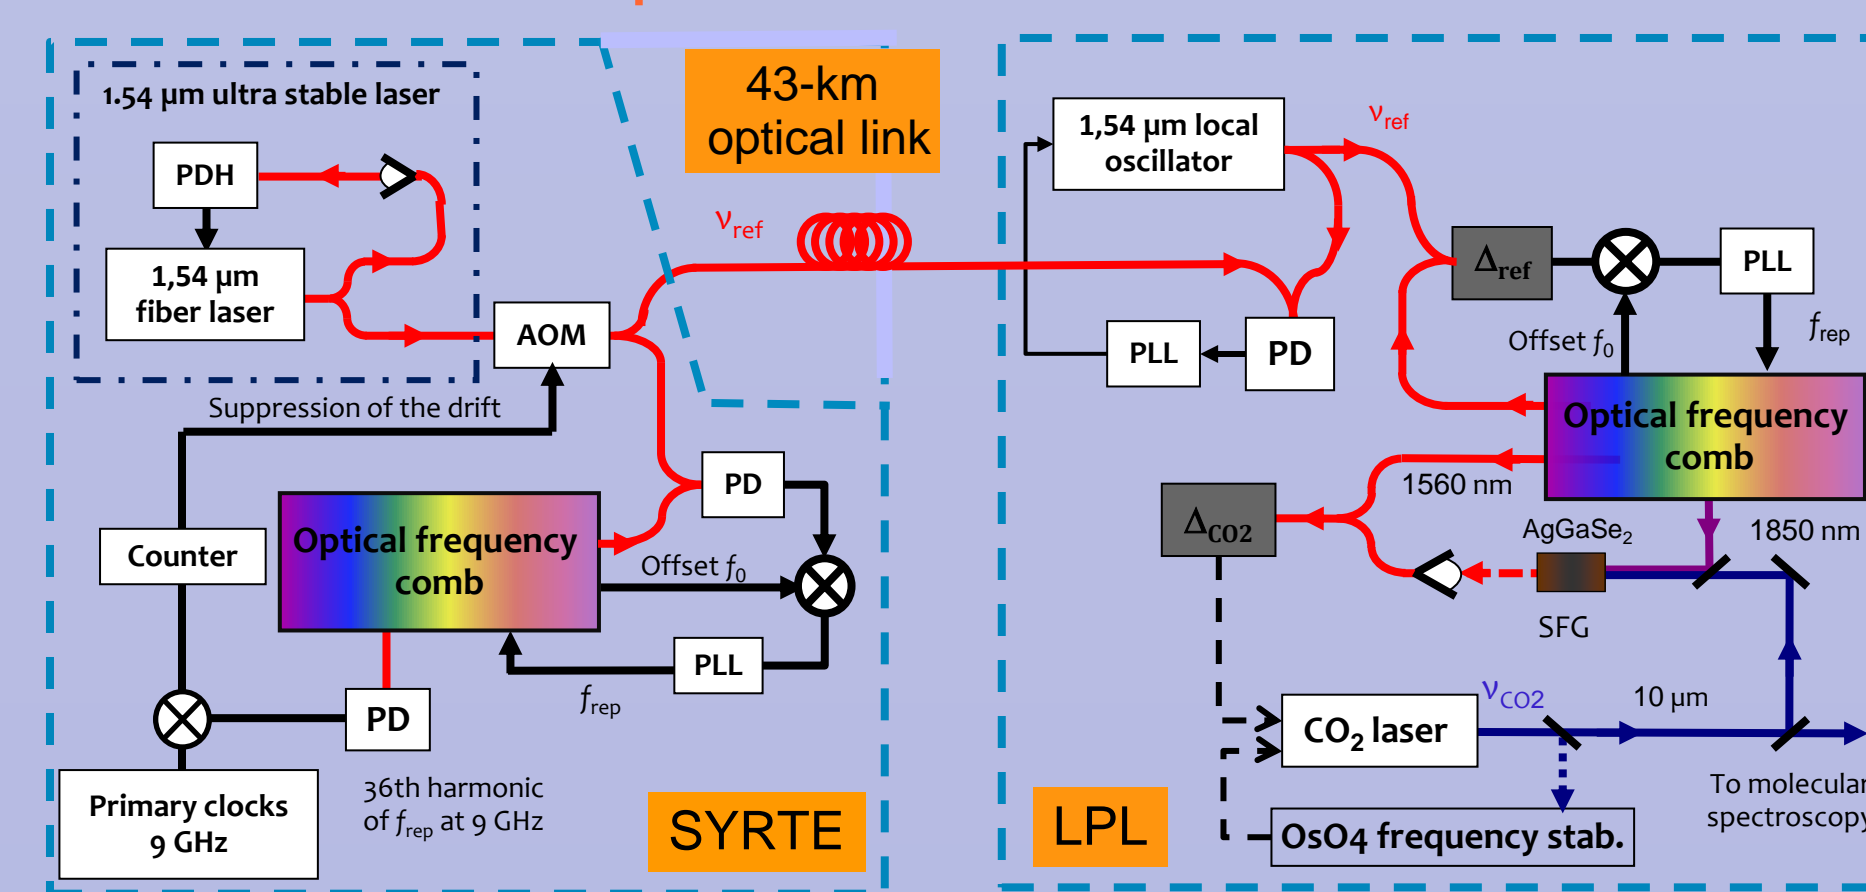 1.54 µm ultra stable laser
PDH
1,54 µm
fiber laser
AOM
Suppression of the drift
Counter
Optical frequency
comb
PD
Offset f0
PLL
frep
PD
Primary clocks
9 GHz
36th harmonic
of frep at 9 GHz
SYRTE
43-km
optical link
νref
1,54 µm local
oscillator
νref
PLL
PD
Δref
PLL
Offset f0
frep
Optical frequency
comb
1560 nm
ΔCO2
AgGaSe2
1850 nm
SFG
νCO2
10 µm
CO2 laser
To molecular
spectroscopy
OsO4 frequency stab.
LPL